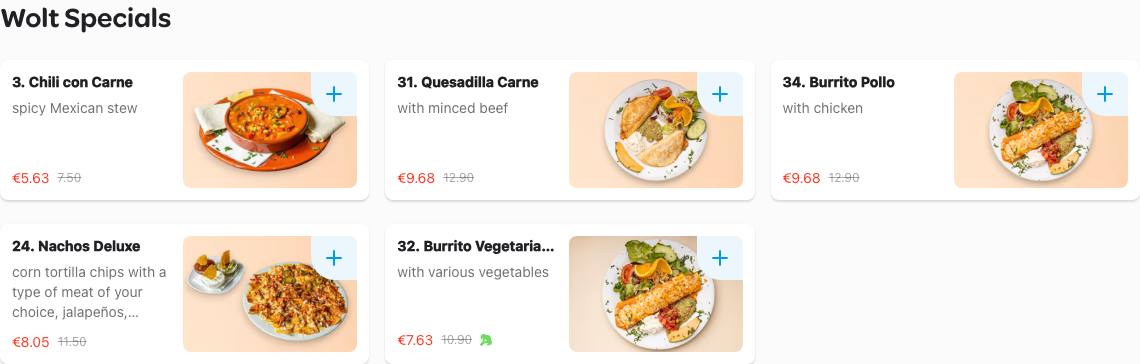 Wolt Specials
3. Chili con Carne
spicy Mexican stew
€5.63 7.50
31. Quesadilla Carne
with minced beef
€9.68 12.90
34. Burrito Pollo
with chicken
€9.68 12.90
24. Nachos Deluxe
corn tortilla chips with a
type of meat of your
choice, jalapeños,...
€8.05 11.50
32. Burrito Vegetaria...
with various vegetables
€7.63 10.90